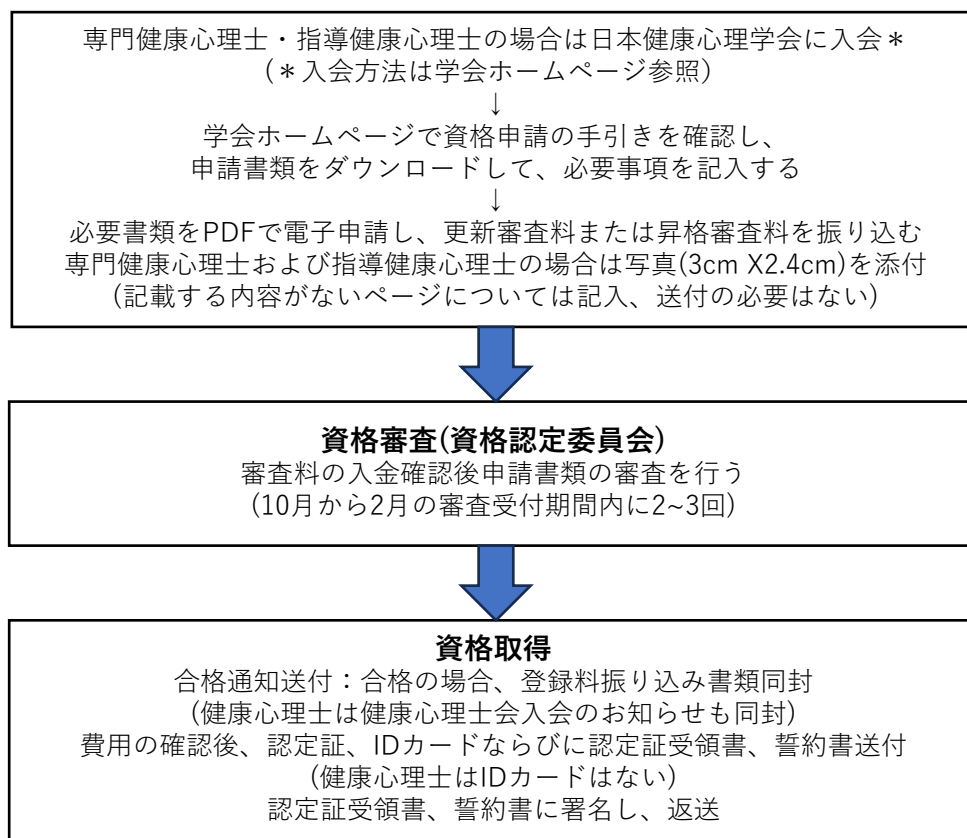 専門健康心理士・指導健康心理士の場合は日本健康心理学会に入会＊
(＊入会方法は学会ホームページ参照)
↓
学会ホームページで資格申請の手引きを確認し、
申請書類をダウンロードして、必要事項を記入する
↓
必要書類をPDFで電子申請し、更新審査料または昇格審査料を振り込む
専門健康心理士および指導健康心理士の場合は写真(3cm X2.4cm)を添付
(記載する内容がないページについては記入、送付の必要はない)
資格審査(資格認定委員会)
審査料の入金確認後申請書類の審査を行う
(10月から2月の審査受付期間内に2~3回)
資格取得
合格通知送付：合格の場合、登録料振り込み書類同封
(健康心理士は健康心理士会入会のお知らせも同封)
費用の確認後、認定証、IDカードならびに認定証受領書、誓約書送付
(健康心理士はIDカードはない)
認定証受領書、誓約書に署名し、返送